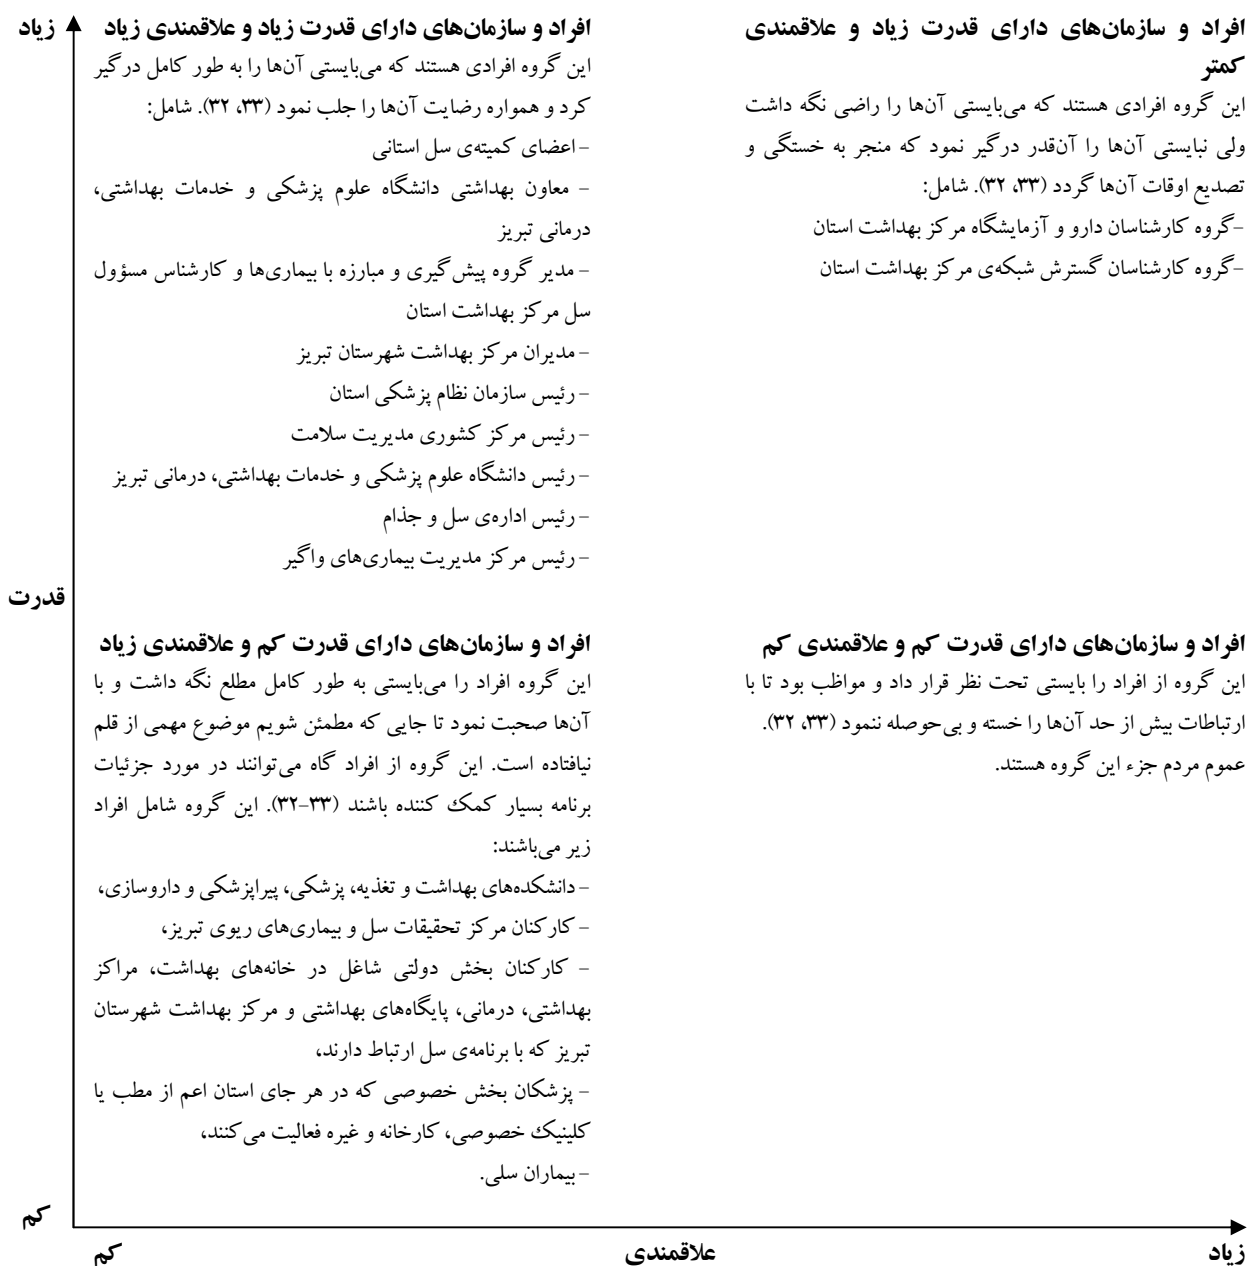 افراد و سازمان‌های دارای قدرت زیاد و علاقمندی
کمتر
این گروه افرادی هستند که می‌بایستی آن‌ها را راضی نگه داشت
ولی نبایستی آن‌ها را آن‌قدر درگیر نمود که منجر به خستگی و
تصدیع اوقات آن‌ها گردد (۳۳، ۳۲). شامل:
-گروه کارشناسان دارو و آزمایشگاه مرکز بهداشت استان
-گروه کارشناسان گسترش شبکه‌ی مرکز بهداشت استان
افراد و سازمان‌های دارای قدرت زیاد و علاقمندی زیاد
این گروه افرادی هستند که می‌بایستی آن‌ها را به طور کامل درگیر
کرد و همواره رضایت آن‌ها را جلب نمود (۳۳، ۳۲). شامل:
-اعضای کمیته‌ی سل استانی
- معاون بهداشتی دانشگاه علوم پزشکی و خدمات بهداشتی،
درمانی تبریز
- مدیر گروه پیش‌گیری و مبارزه با بیماری‌ها و کارشناس مسؤول
سل مرکز بهداشت استان
-مدیران مرکز بهداشت شهرستان تبریز
-رئیس سازمان نظام پزشکی استان
-رئیس مرکز کشوری مدیریت سلامت
-رئیس دانشگاه علوم پزشکی و خدمات بهداشتی، درمانی تبریز
-رئیس اداره‌ی سل و جذام
-رئیس مرکز مدیریت بیماری‌های واگیر
زیاد
قدرت
افراد و سازمان‌های دارای قدرت کم و علاقمندی کم
این گروه از افراد را بایستی تحت نظر قرار داد و مواظب بود تا با
ارتباطات بیش از حد آن‌ها را خسته و بی‌حوصله ننمود (۳۳، ۳۲).
عموم مردم جزء این گروه هستند.
افراد و سازمان‌های دارای قدرت کم و علاقمندی زیاد
این گروه افراد را می‌بایستی به طور کامل مطلع نگه داشت و با
آن‌ها صحبت نمود تا جایی که مطمئن شویم موضوع مهمی از قلم
نیافتاده است. این گروه از افراد گاه می‌توانند در مورد جزئیات
برنامه بسیار کمک کننده باشند (۳۳-۳۲). این گروه شامل افراد
زیر می‌باشند:
-دانشکده‌های بهداشت و تغذیه، پزشکی، پیراپزشکی و داروسازی،
-کارکنان مرکز تحقیقات سل و بیماری‌های ریوی تبریز،
- کارکنان بخش دولتی شاغل در خانه‌های بهداشت، مراکز
بهداشتی، درمانی، پایگاه‌های بهداشتی و مرکز بهداشت شهرستان
تبریز که با برنامه‌ی سل ارتباط دارند،
- پزشکان بخش خصوصی که در هر جای استان اعم از مطب یا
کلینیک خصوصی، کارخانه و غیره فعالیت می‌کنند،
-بیماران سلی.
کم
زیاد
علاقمندی
کم